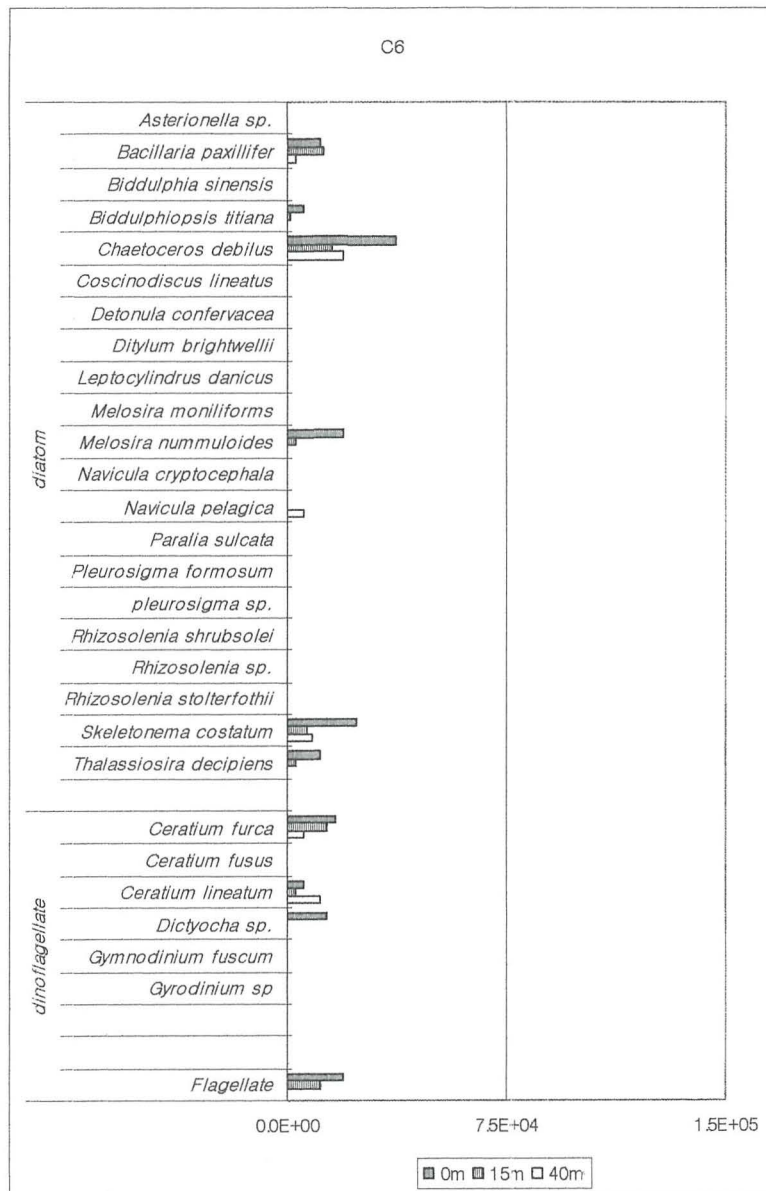 C6
Asterionella sp.
Bacillaria paxillifer
Biddulphia sinensis
Biddulphiopsis titiana
Chaetoceros debilus
Coscinodiscus lineatus
Detonula confervacea
Ditylum brightwellii
Leptocylindrus danicus
Melosira moniliforms
diatom
Melosira nummuloides
Navicula cryptocephala
Navicula pelagica
Paralia sulcata
Pleurosigma formosum
pleurosigma sp.
Rhizosolenia shrubsolei
Rhizosolenia sp.
Rhizosolenia stolterfothii
Skeletonema costatum
Thalassiosira decipiens
Ceratium furca
Ceratium fusus
Ceratium lineatum
dinoflagellate
Dictyocha sp.
Gymnodinium fuscum
Gyrodinium sp
Flagellate
0.0E+00 7.5E+04 1.5E+05
0m 15m 40m